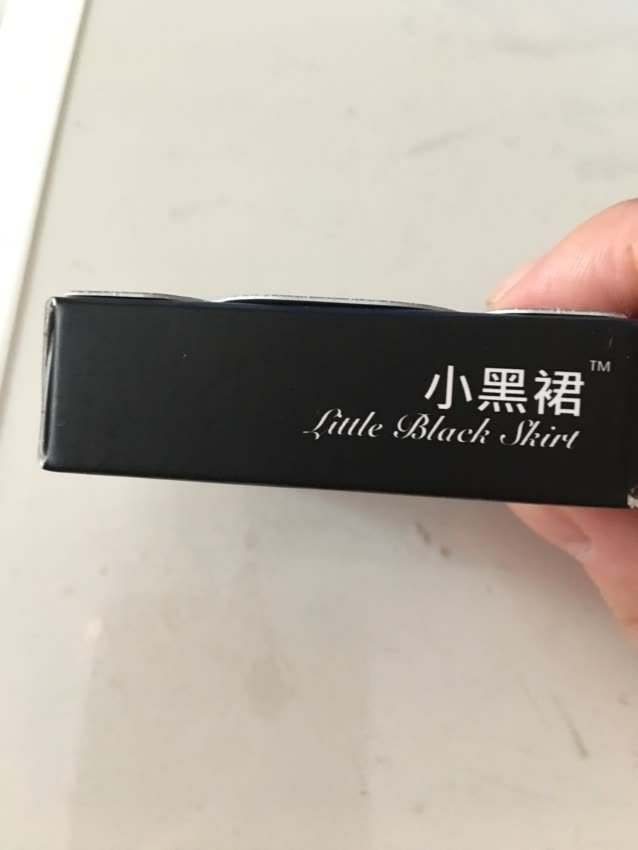 小黑裙™
Little Black Skirt